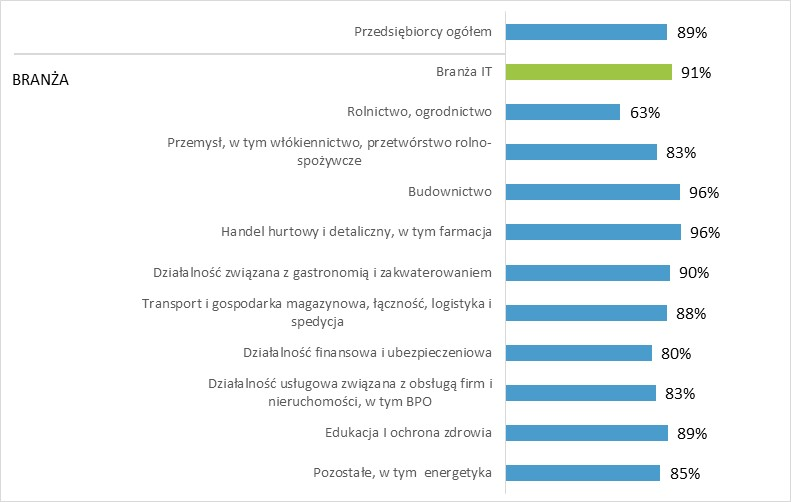 Przedsiębiorcy ogółem 89%
BRANŻA
Branża IT 91%
Rolnictwo, ogrodnictwo 63%
Przemysł, w tym włókiennictwo, przetwórstwo rolno-
spożywcze 83%
Budownictwo 96%
Handel hurtowy i detaliczny, w tym farmacja 96%
Działalność związana z gastronomią i zakwaterowaniem 90%
Transport i gospodarka magazynowa, łączność, logistyka i
spedycja 88%
Działalność finansowa i ubezpieczeniowa 80%
Działalność usługowa związana z obsługą firm i
nieruchomości, w tym BPO 83%
Edukacja I ochrona zdrowia 89%
Pozostałe, w tym energetyka 85%